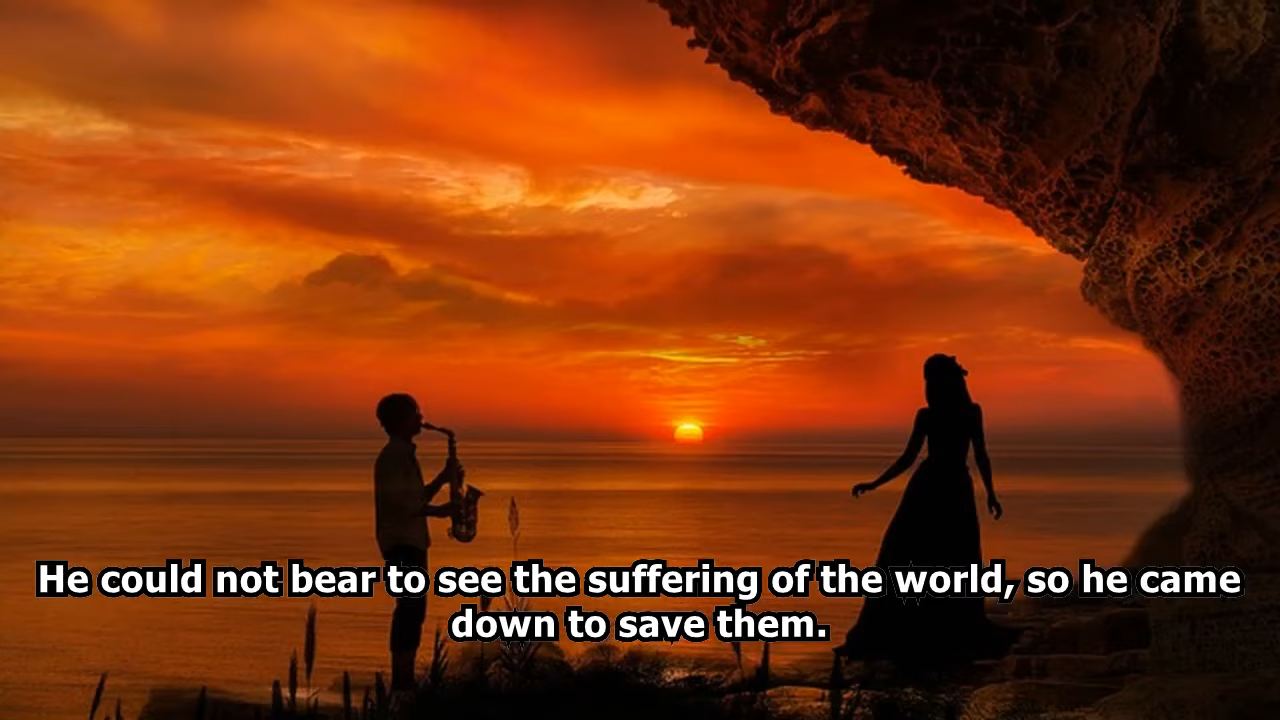 He could not bear to see the suffering of the world, so he came
down to save them.